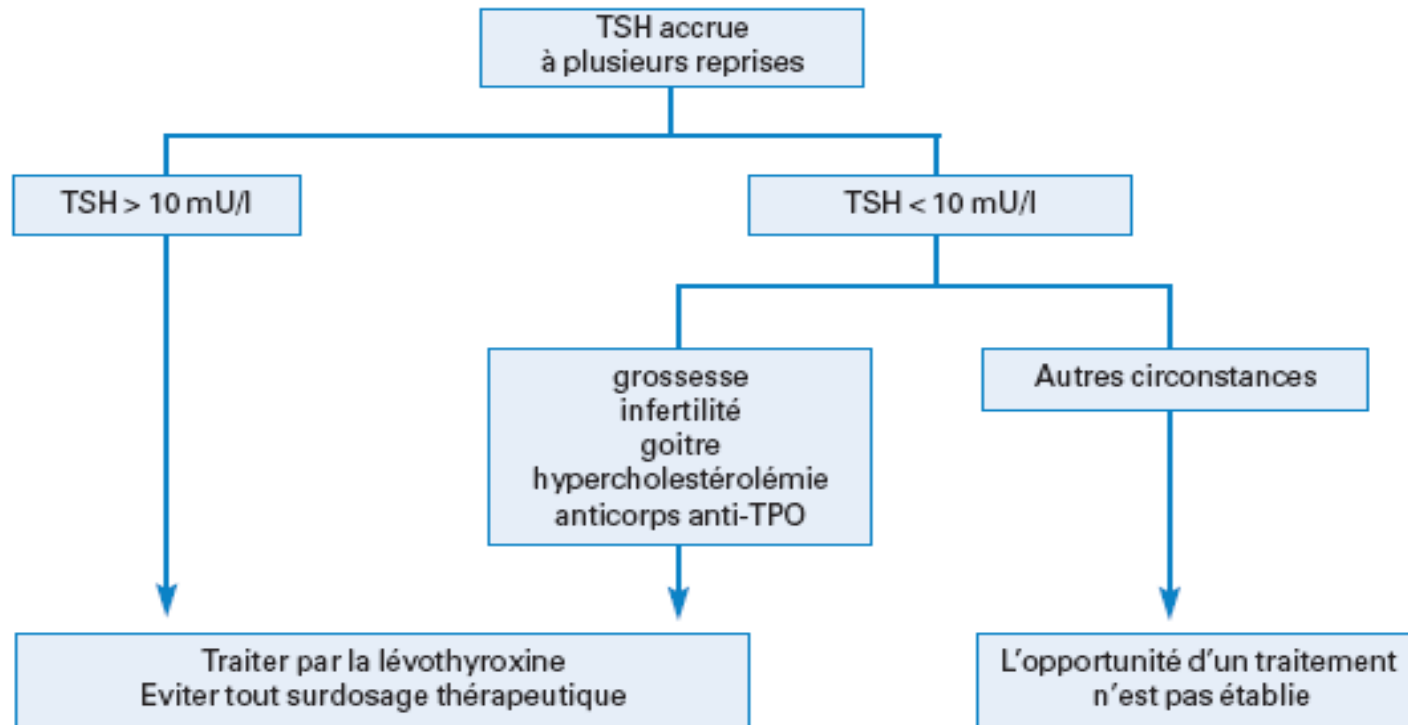 TSH accrue
à plusieurs reprises
TSH > 10 mU/l
TSH < 10 mU/l
grossesse
infertilité
goitre
hypercholestérolémie
anticorps anti-TPO
Autres circonstances
Traiter par la lévothyroxine
Eviter tout surdosage thérapeutique
L'opportunité d'un traitement
n'est pas établie